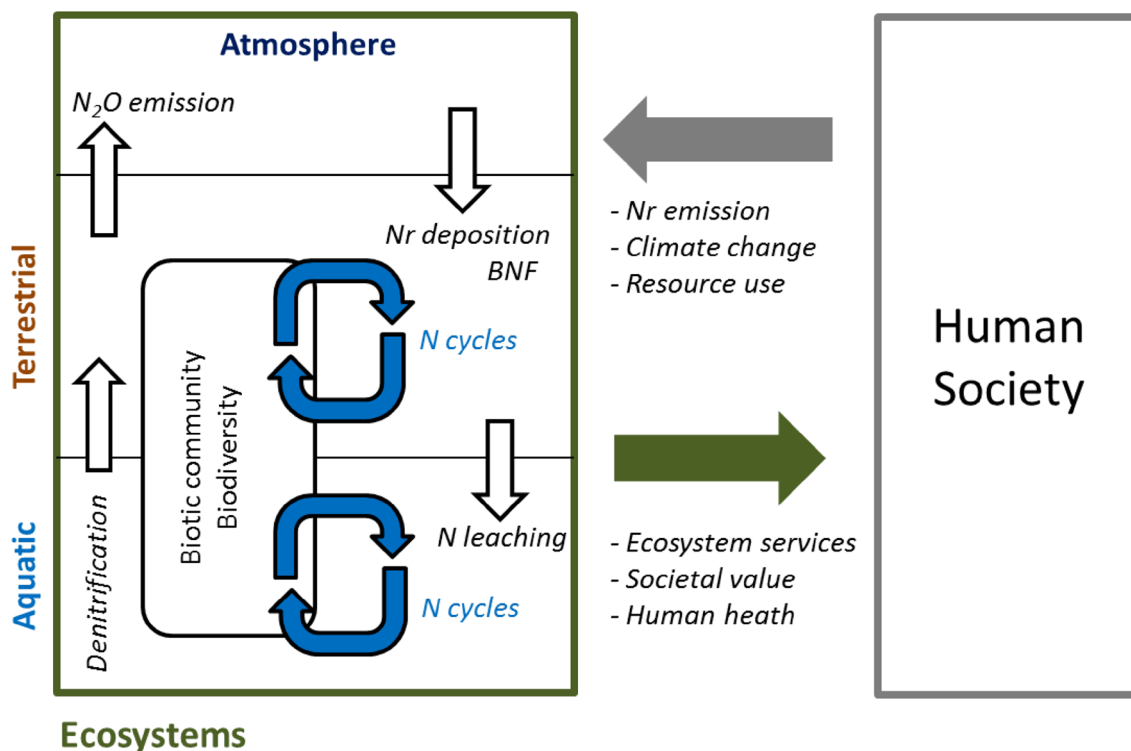 Atmosphere
N₂O emission
Nr deposition
BNF
Terrestrial
N cycles
Biotic community
Biodiversity
Aquatic
Denitrification
N leaching
N cycles
Ecosystems
- Nr emission
- Climate change
- Resource use
- Ecosystem services
- Societal value
- Human heath
Human
Society